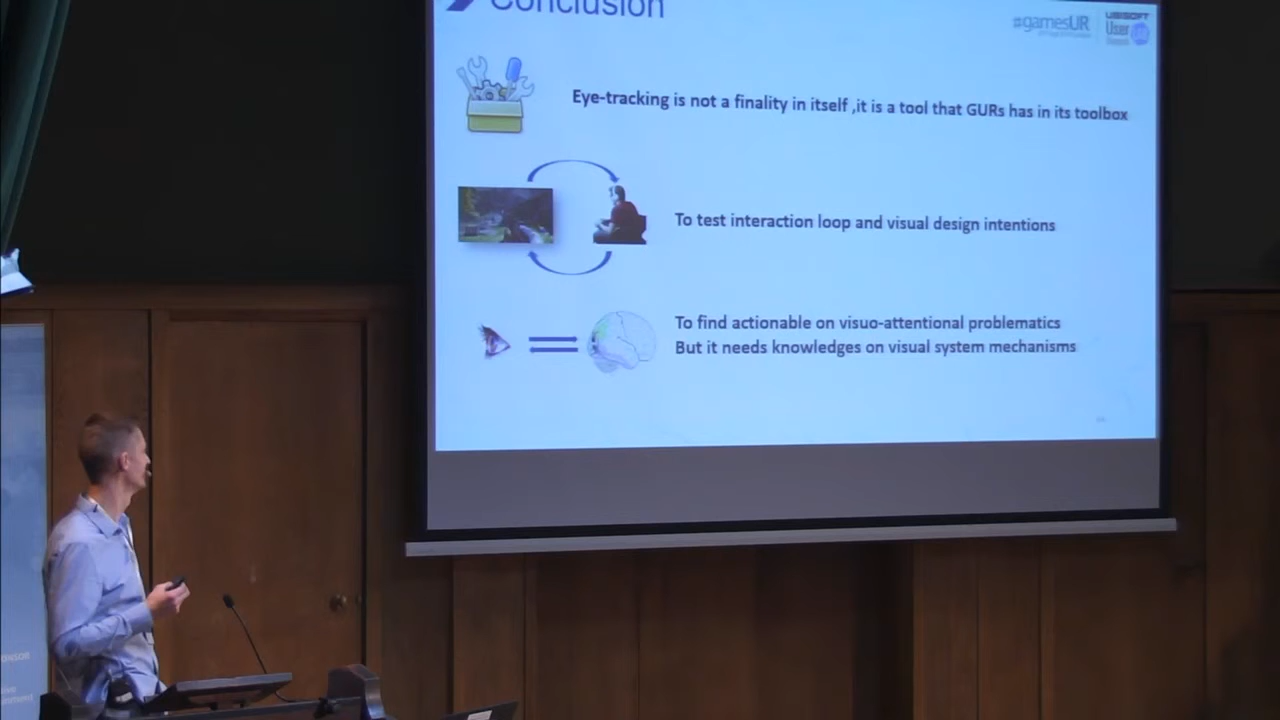 Conclusion
#gamesUR
UBISOFT
User
Eye-tracking is not a finality in itself ,it is a tool that GURs has in its toolbox
To test interaction loop and visual design intentions
To find actionable on visuo-attentional problematics
But it needs knowledges on visual system mechanisms